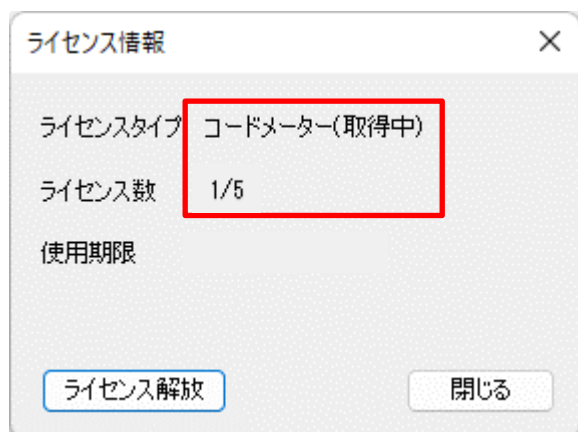 ライセンス情報
ライセンスタイプ コードメーター(取得中)
ライセンス数 1/5
使用期限
ライセンス解放 閉じる